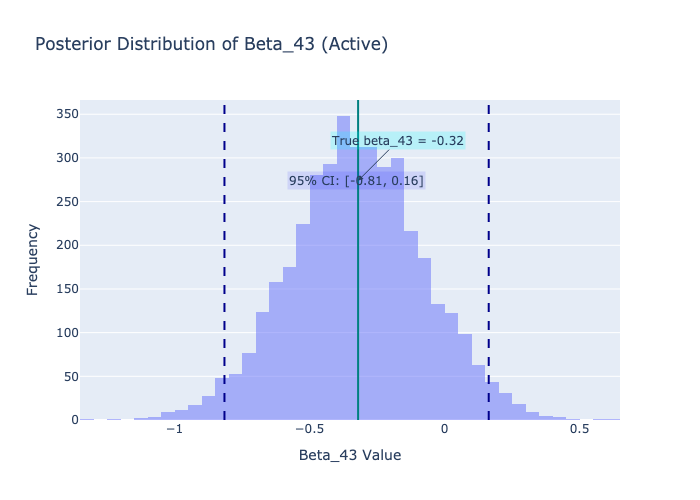 Posterior Distribution of Beta_43 (Active)
350
300
250
200
150
100
50
0
Frequency
True beta_43 = -0.32
95% CI: [-0.81, 0.16]
−1
−0.5
0
0.5
Beta_43 Value